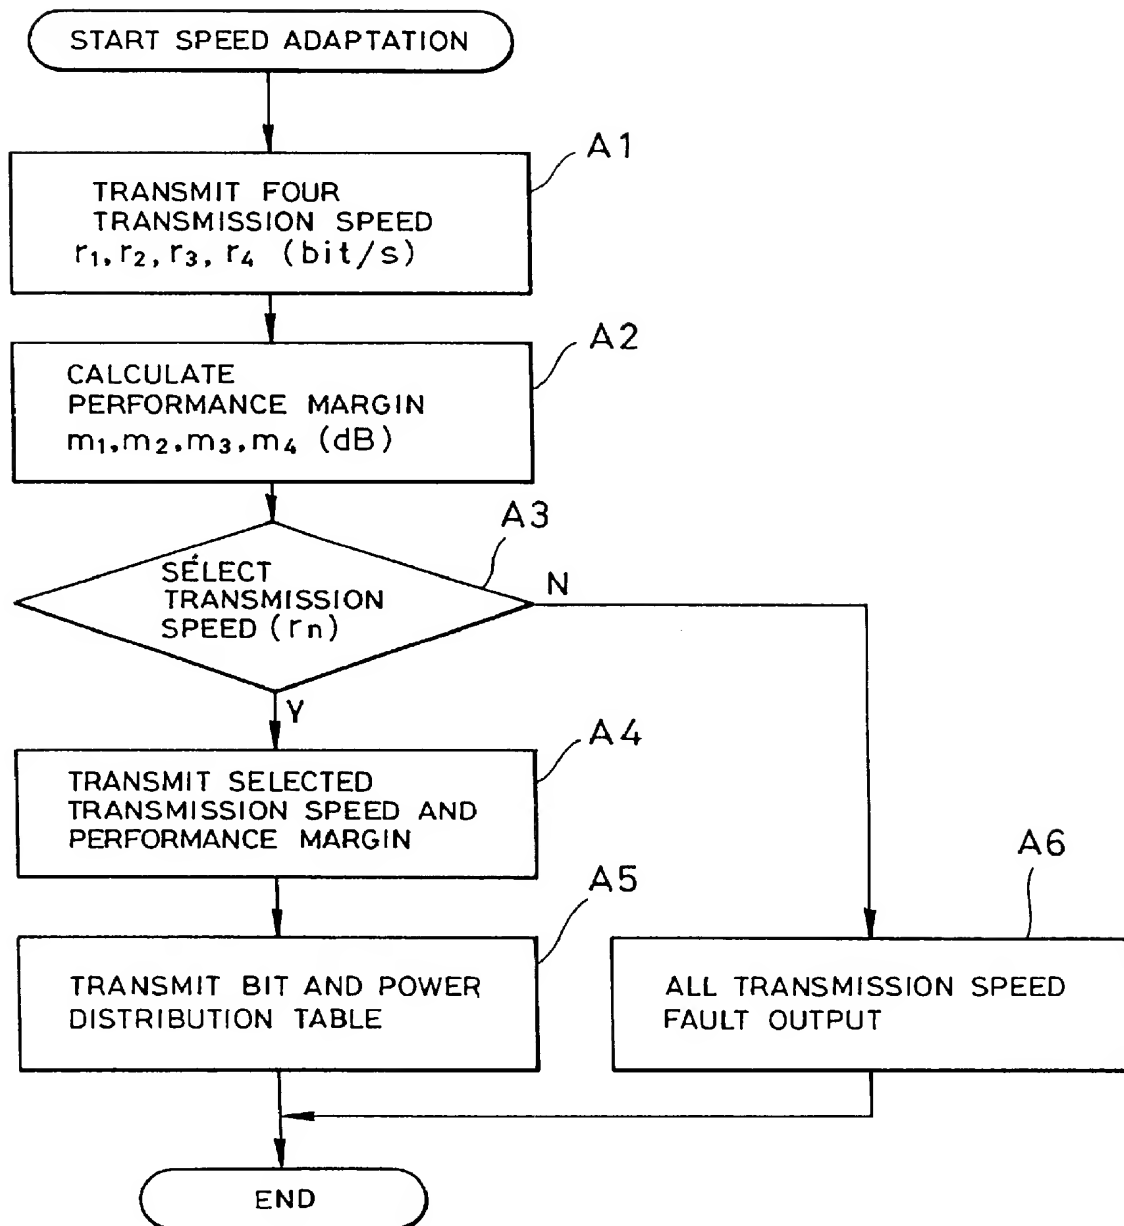 START SPEED ADAPTATION
A1
TRANSMIT FOUR
TRANSMISSION SPEED
r₁, r₂, r₃, r₄ (bit/s)
A2
CALCULATE
PERFORMANCE MARGIN
m₁, m₂, m₃, m₄ (dB)
A3
SELECT
TRANSMISSION
SPEED (rn)
N
Y
A4
TRANSMIT SELECTED
TRANSMISSION SPEED AND
PERFORMANCE MARGIN
A5
TRANSMIT BIT AND POWER
DISTRIBUTION TABLE
A6
ALL TRANSMISSION SPEED
FAULT OUTPUT
END